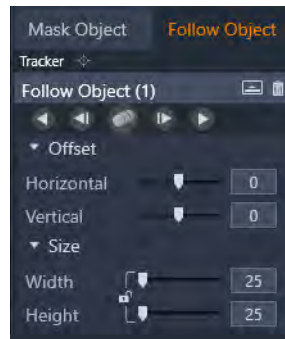 Mask Object Follow Object
Tracker
Follow Object (1)
Offset
Horizontal 0
Vertical 0
Size
Width 25
Height 25